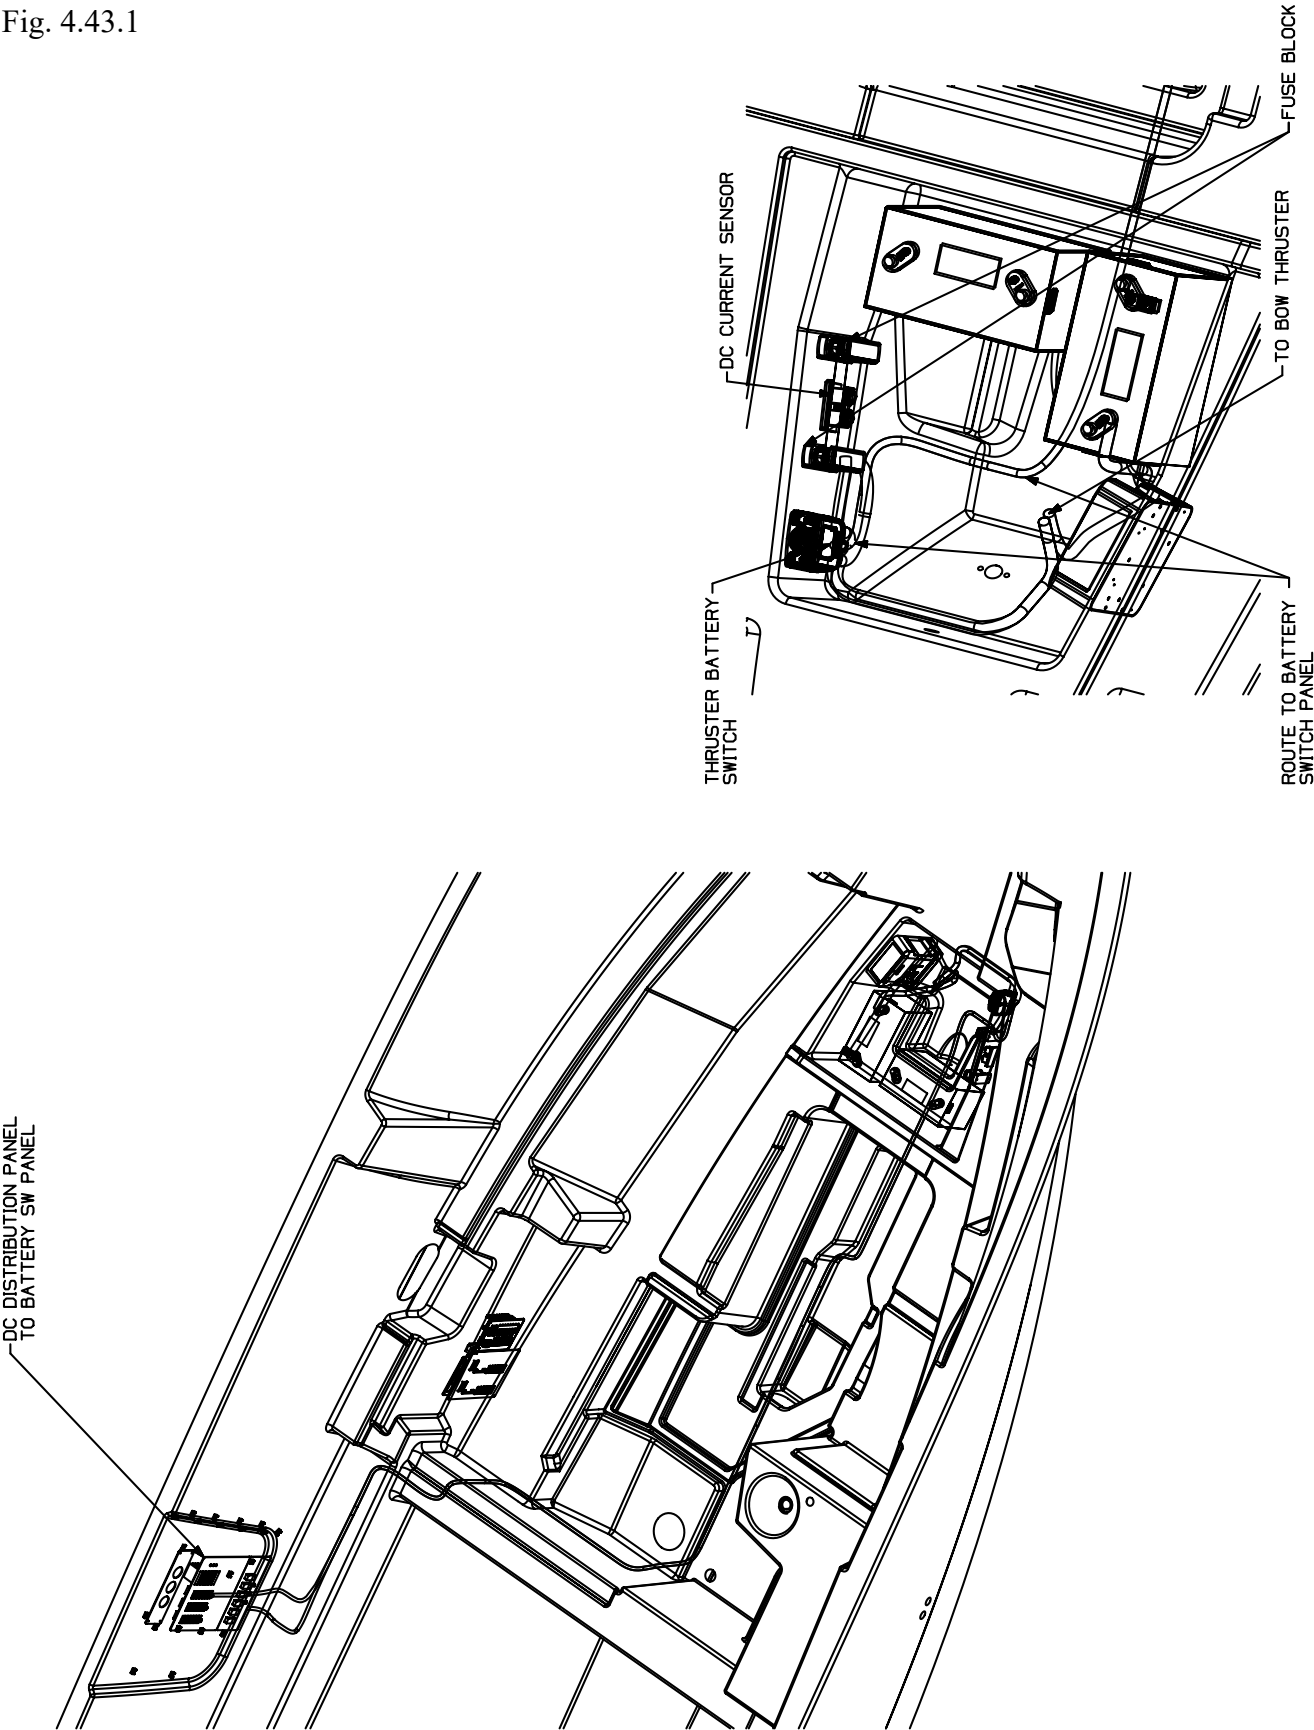 Fig. 4.43.1
FUSE BLOCK
DC CURRENT SENSOR
TO BOW THRUSTER
THRUSTER BATTERY
SWITCH
ROUTE TO BATTERY
SWITCH PANEL
DC DISTRIBUTION PANEL
TO BATTERY SW PANEL